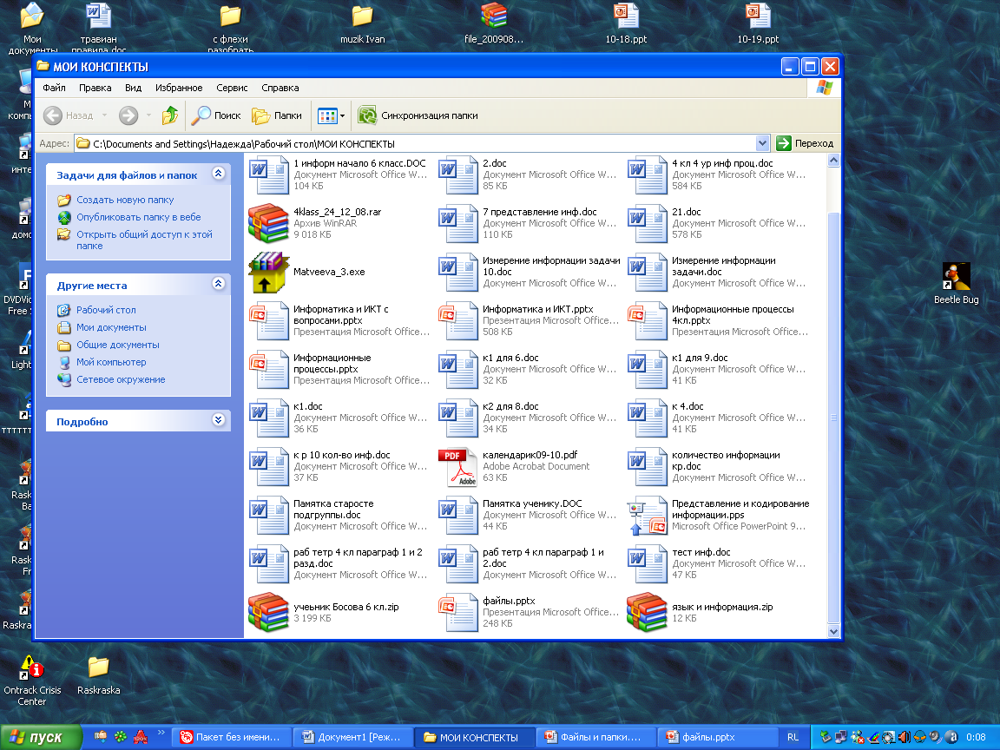 Мои
документы
травиан
правила.doc
с флехи
разобрать
muzik Ivan
file_200908...
10-18.ppt
10-19.ppt
МОИ КОНСПЕКТЫ
Файл Правка Вид Избранное Сервис Справка
Назад Поиск Папки Синхронизация папки
Адрес: C:\Documents and Settings\Надежда\Рабочий стол\МОИ КОНСПЕКТЫ Переход
Задачи для файлов и папок
Создать новую папку
Опубликовать папку в вебе
Открыть общий доступ к этой
папке
Другие места
Рабочий стол
Мои документы
Общие документы
Мой компьютер
Сетевое окружение
Подробно
1 информ начало 6 класс.DOC
Документ Microsoft Office W...
104 КБ
2.doc
Документ Microsoft Office W...
85 КБ
4 кл 4 ур инф проц.doc
Документ Microsoft Office W...
584 КБ
4klass_24_12_08.rar
Архив WinRAR
9 018 КБ
7 представление инф.doc
Документ Microsoft Office W...
110 КБ
21.doc
Документ Microsoft Office W...
578 КБ
Matveeva_3.exe
Измерение информации задачи
10.doc
Документ Microsoft Office W...
Измерение информации
задачи.doc
Документ Microsoft Office W...
Информатика и ИКТ с
вопросами.pptx
Презентация Microsoft Office...
Информатика и ИКТ.pptx
Презентация Microsoft Office...
508 КБ
Информационные процессы
4кл.pptx
Презентация Microsoft Office...
Информационные
процессы.pptx
Презентация Microsoft Office...
к1 для 6.doc
Документ Microsoft Office W...
32 КБ
к1 для 9.doc
Документ Microsoft Office W...
41 КБ
к1.doc
Документ Microsoft Office W...
36 КБ
к2 для 8.doc
Документ Microsoft Office W...
34 КБ
к 4.doc
Документ Microsoft Office W...
41 КБ
к р 10 кол-во инф.doc
Документ Microsoft Office W...
37 КБ
PDF
Adobe
календарик09-10.pdf
Adobe Acrobat Document
63 КБ
количество информации
кр.doc
Документ Microsoft Office W...
Памятка старосте
подгруппы.doc
Документ Microsoft Office W...
Памятка ученику.DOC
Документ Microsoft Office W...
44 КБ
Представление и кодирование
информации.pps
Microsoft Office PowerPoint 9...
раб тетр 4 кл параграф 1 и 2
разд.doc
Документ Microsoft Office W...
раб тетр 4 кл параграф 1 и
2.doc
Документ Microsoft Office W...
тест инф.doc
Документ Microsoft Office W...
47 КБ
учебник Босова 6 кл.zip
3 199 КБ
файлы.pptx
Презентация Microsoft Office...
248 КБ
язык и информация.zip
12 КБ
Beetle Bug
DVDVid
Free
Light
Ontrack Crisis
Center
Raskraska
пуск Пакет без имени... Документ1 [Реж... МОИ КОНСПЕКТЫ Файлы и папки.... файлы.pptx RL 0:08